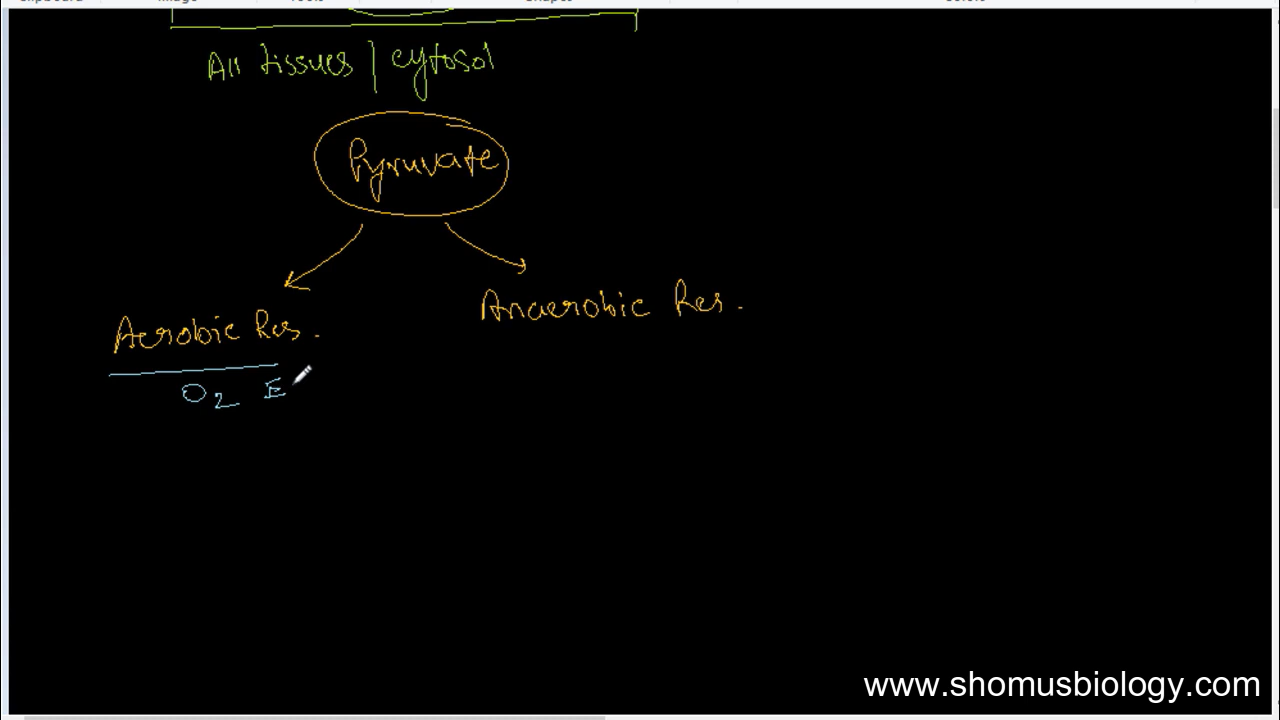 All tissues | cytosol
Pyruvate
Aerobic Res.
Anaerobic Res.
O2 E
www.shomusbiology.com